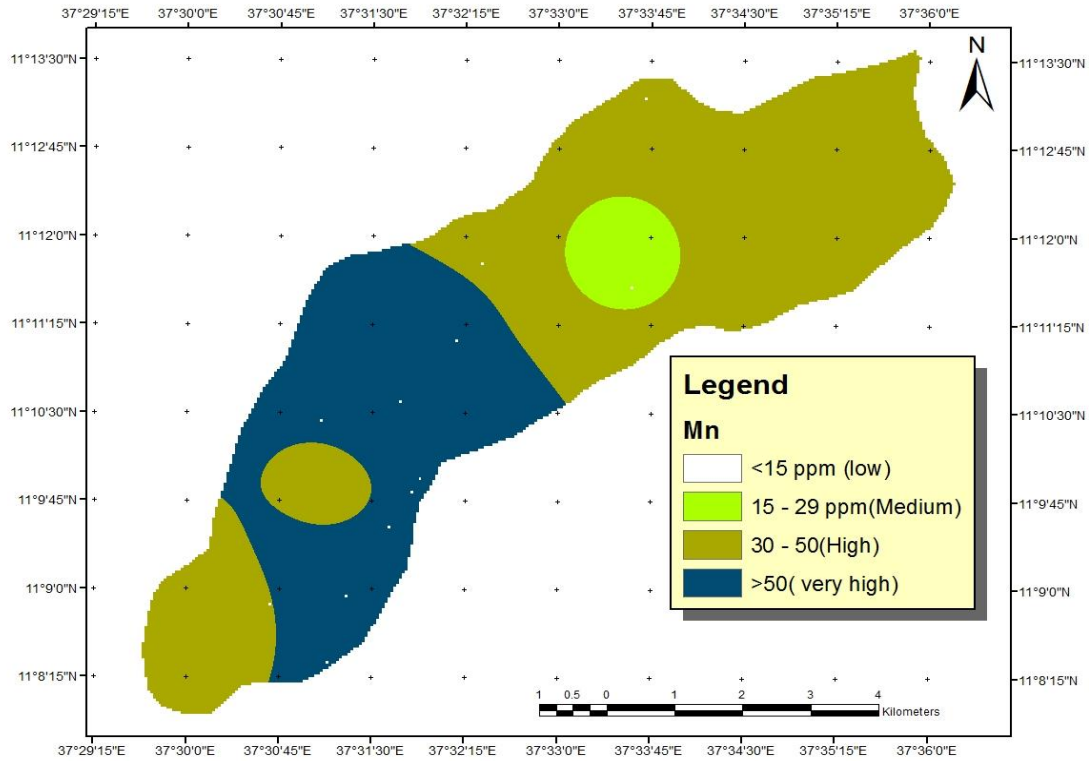 37°29'15"E 37°30'0"E 37°30'45"E 37°31'30"E 37°32'15"E 37°33'0"E 37°33'45"E 37°34'30"E 37°35'15"E 37°36'0"E
N
11°13'30"N 11°13'30"N
11°12'45"N 11°12'45"N
11°12'0"N 11°12'0"N
11°11'15"N 11°11'15"N
Legend
Mn
11°10'30"N 11°10'30"N
<15 ppm (low)
11°9'45"N 15 - 29 ppm(Medium) 11°9'45"N
30 - 50(High)
11°9'0"N >50( very high) 11°9'0"N
11°8'15"N 11°8'15"N
1 0.5 0 1 2 3 4
Kilometers
37°29'15"E 37°30'0"E 37°30'45"E 37°31'30"E 37°32'15"E 37°33'0"E 37°33'45"E 37°34'30"E 37°35'15"E 37°36'0"E